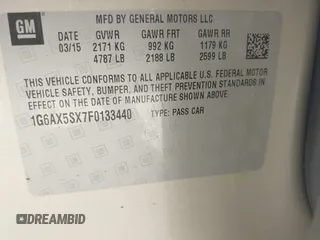 GM
MFD BY GENERAL MOTORS LLC
GVWR GAWR FRT GAWR RR
03/15 2171 KG 992 KG 1179 KG
4787 LB 2188 LB 2599 LB
THIS VEHICLE CONFORMS TO ALL APPLICABLE U.S. FEDERAL MOTOR
VEHICLE SAFETY, BUMPER, AND THEFT PREVENTION STANDARDS
IN EFFECT ON THE DATE OF MANUFACTURE SHOWN ABOVE.
1G6AX5SX7F0133440 TYPE: PASS CAR
DREAMBID